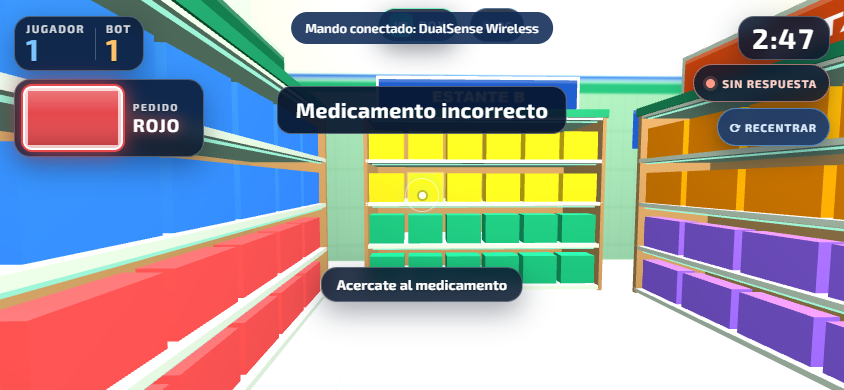 JUGADOR
1
BOT
1
Mando conectado: DualSense Wireless
2:47
SIN RESPUESTA
RECENTRAR
PEDIDO
ROJO
ESTANTE B
Medicamento incorrecto
Acercate al medicamento